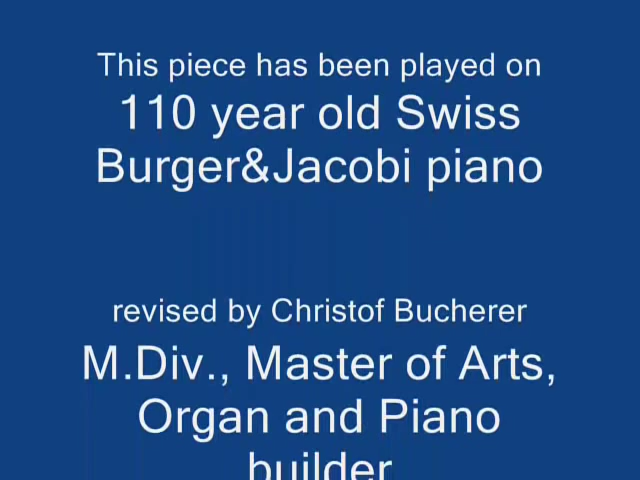 This piece has been played on
110 year old Swiss
Burger&Jacobi piano
revised by Christof Bucherer
M.Div., Master of Arts,
Organ and Piano
builder